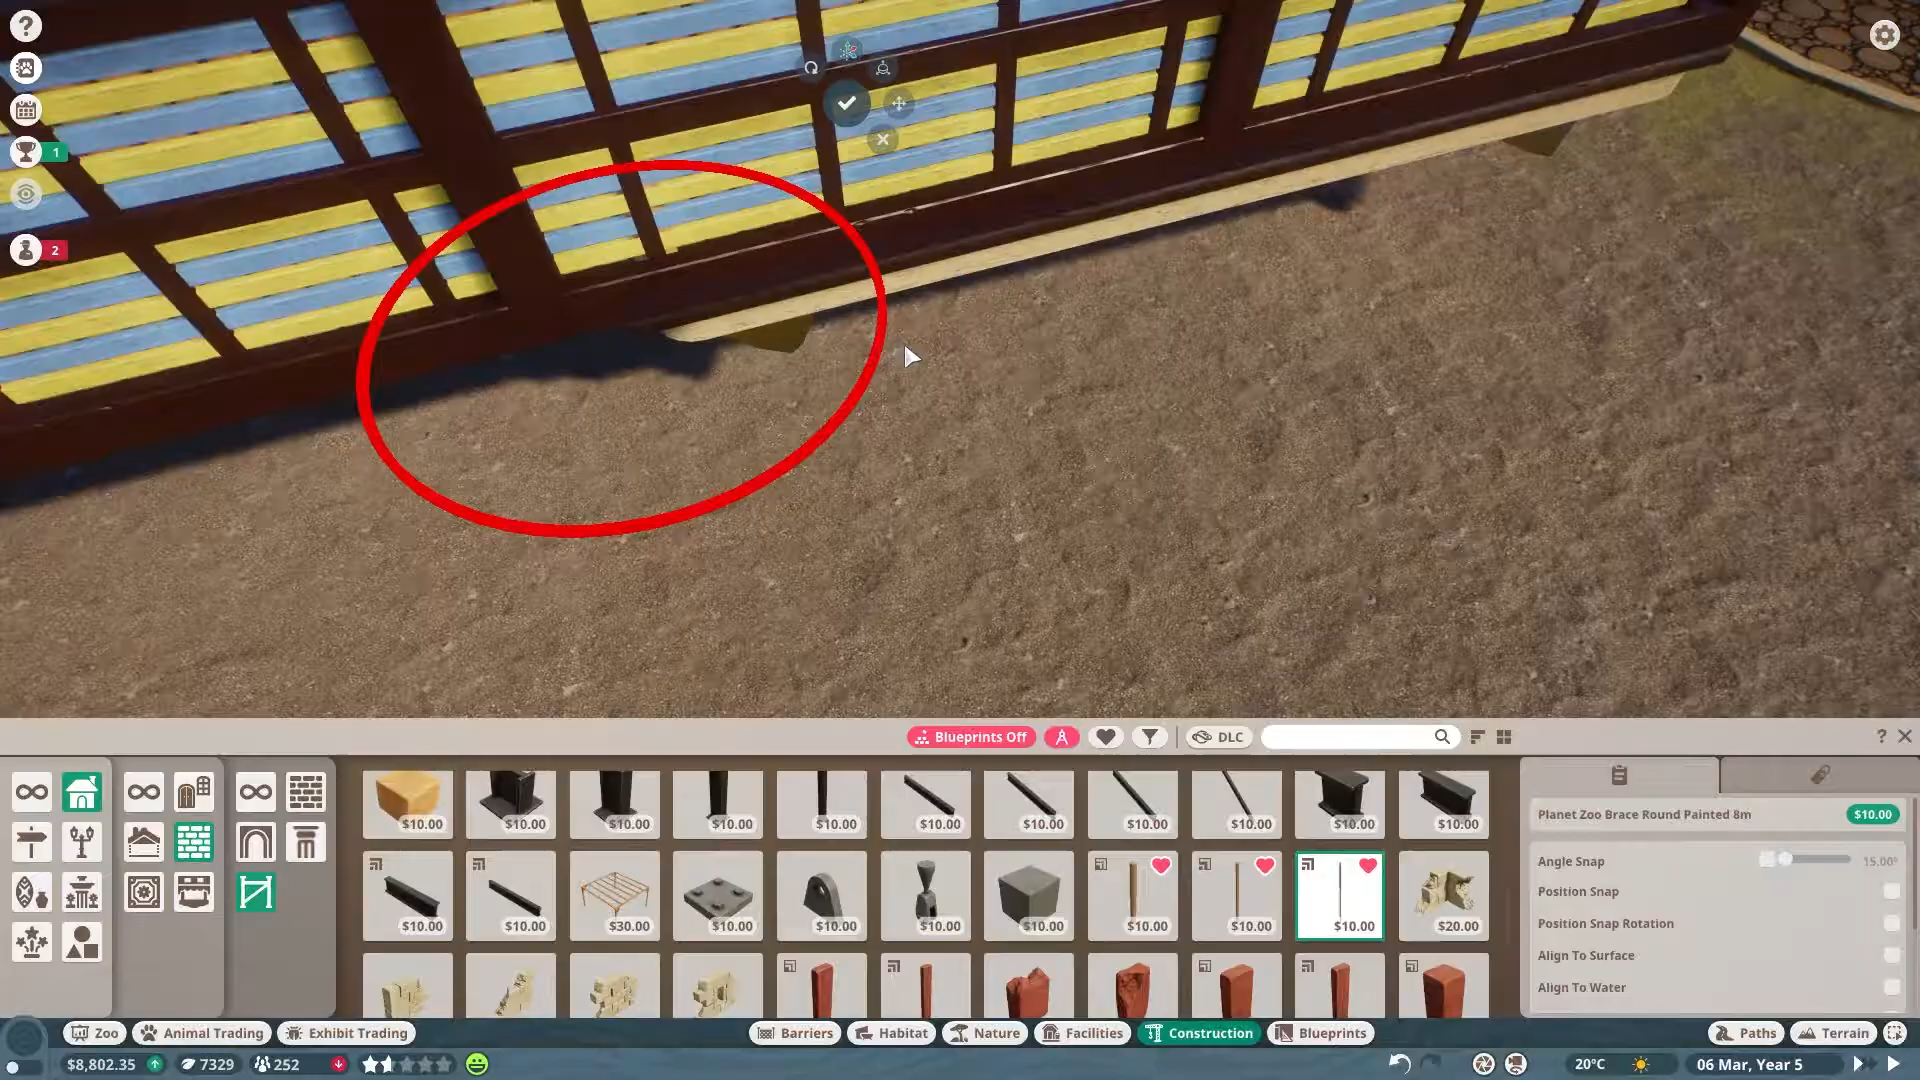 ?
1
2
Blueprints Off
DLC
?
$10.00 $10.00 $10.00 $10.00 $10.00 $10.00 $10.00 $10.00 $10.00 $10.00 $10.00
$10.00 $10.00 $30.00 $10.00 $10.00 $10.00 $10.00 $10.00 $10.00 $10.00 $20.00
Planet Zoo Brace Round Painted 8m $10.00
Angle Snap 15.00°
Position Snap
Position Snap Rotation
Align To Surface
Align To Water
Zoo Animal Trading Exhibit Trading Barriers Habitat Nature Facilities Construction Blueprints Paths Terrain
$8,802.35 7329 252 20°C 06 Mar, Year 5